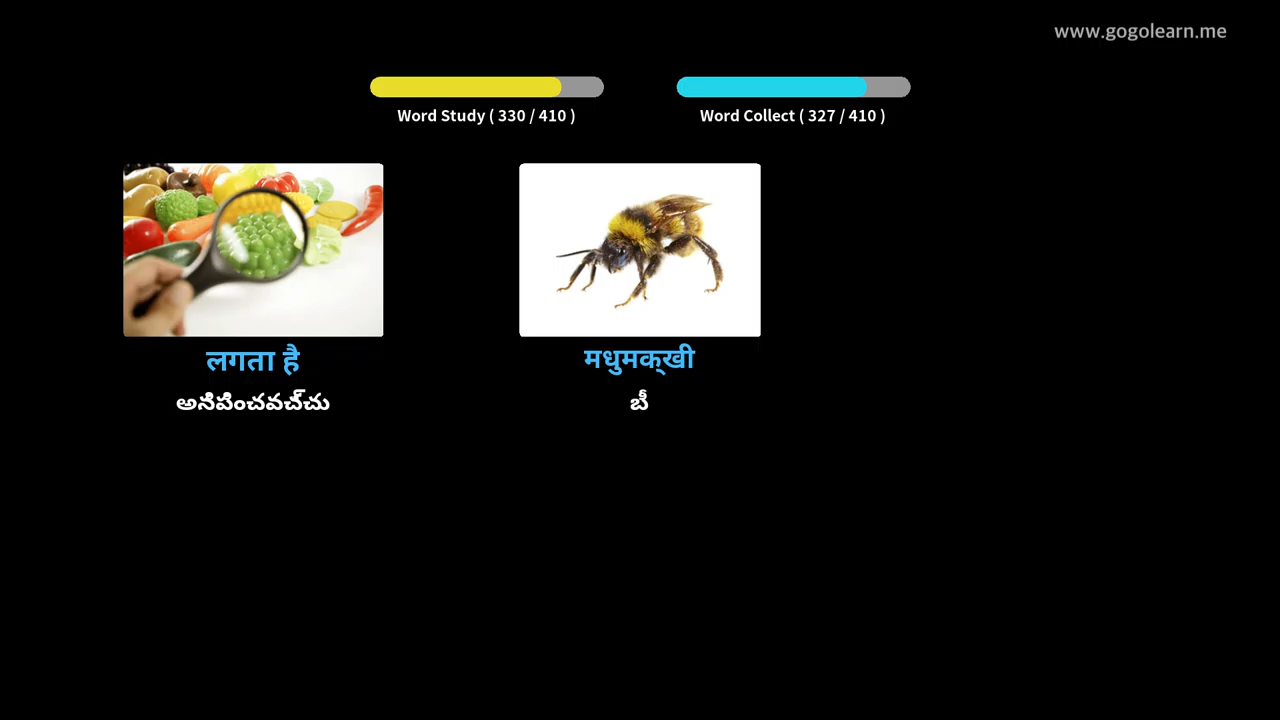 www.gogolearn.me
Word Study ( 330 / 410 )
Word Collect ( 327 / 410 )
लगता है
అనిపించవచ్చు
मधुमक्खी
బీ